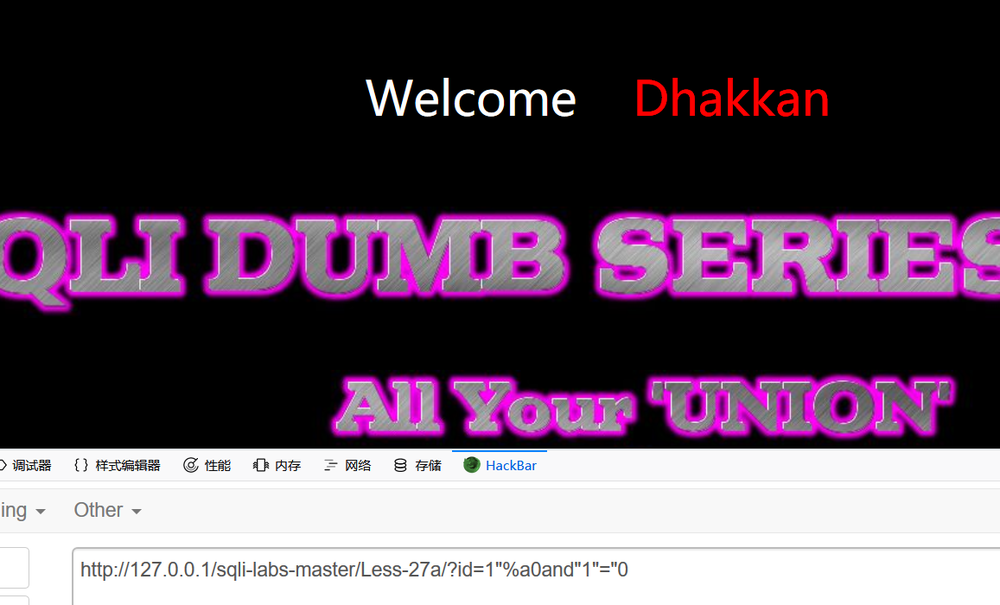 Welcome Dhakkan
QLI DUMB SERIES
All Your 'UNION'
调试器 {} 样式编辑器 性能 内存 网络 存储 HackBar
ing Other
http://127.0.0.1/sqli-labs-master/Less-27a/?id=1"%a0and"1"="0